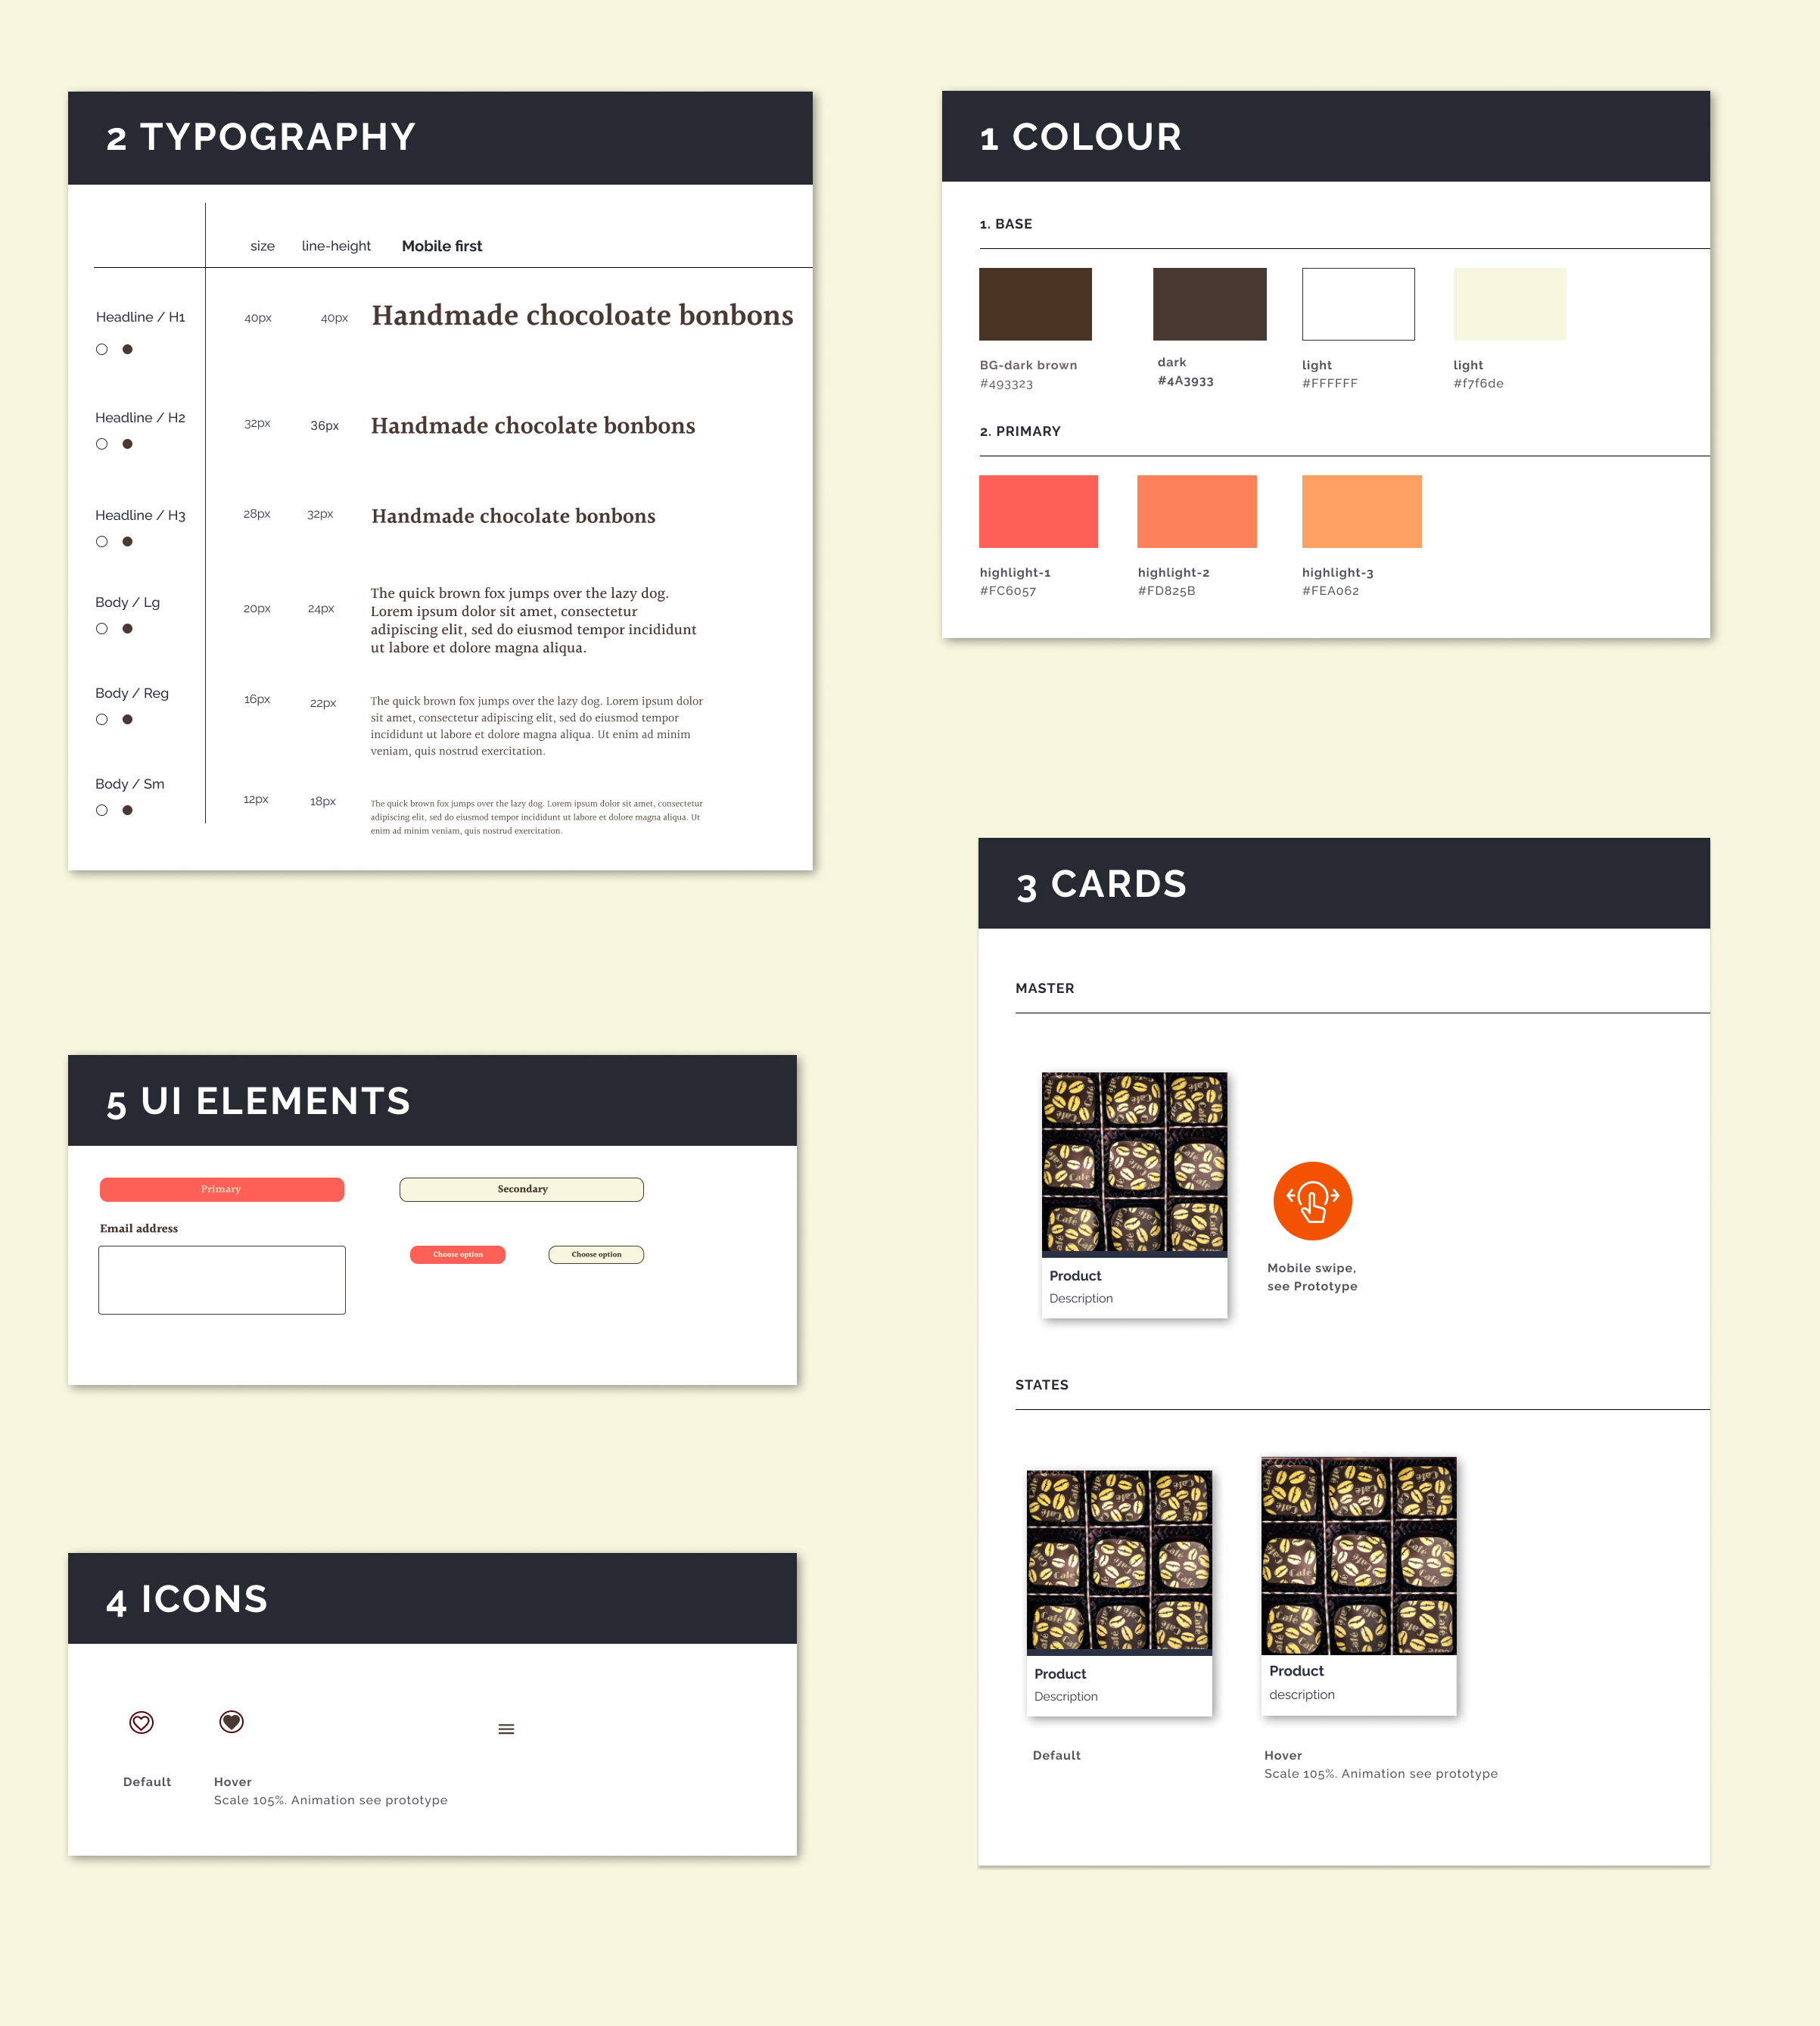 2 TYPOGRAPHY
size line-height Mobile first
Headline / H1 40px 40px Handmade chocoloate bonbons
Headline / H2 32px 36px Handmade chocolate bonbons
Headline / H3 28px 32px Handmade chocolate bonbons
Body / Lg 20px 24px
The quick brown fox jumps over the lazy dog.
Lorem ipsum dolor sit amet, consectetur
adipiscing elit, sed do eiusmod tempor incididunt
ut labore et dolore magna aliqua.
Body / Reg 16px 22px
The quick brown fox jumps over the lazy dog. Lorem ipsum dolor
sit amet, consectetur adipiscing elit, sed do eiusmod tempor
incididunt ut labore et dolore magna aliqua. Ut enim ad minim
veniam, quis nostrud exercitation.
Body / Sm 12px 18px
The quick brown fox jumps over the lazy dog. Lorem ipsum dolor sit amet, consectetur
adipiscing elit, sed do eiusmod tempor incididunt ut labore et dolore magna aliqua. Ut
enim ad minim veniam, quis nostrud exercitation.
1 COLOUR
1. BASE
BG-dark brown
#493323
dark
#4A3933
light
#FFFFFF
light
#f7f6de
2. PRIMARY
highlight-1
#FC6057
highlight-2
#FD825B
highlight-3
#FEA062
3 CARDS
MASTER
Product
Description
Mobile swipe,
see Prototype
STATES
Product
Description
Default
Product
description
Hover
Scale 105%. Animation see prototype
5 UI ELEMENTS
Primary
Secondary
Email address
Choose option
Choose option
4 ICONS
Default
Hover
Scale 105%. Animation see prototype